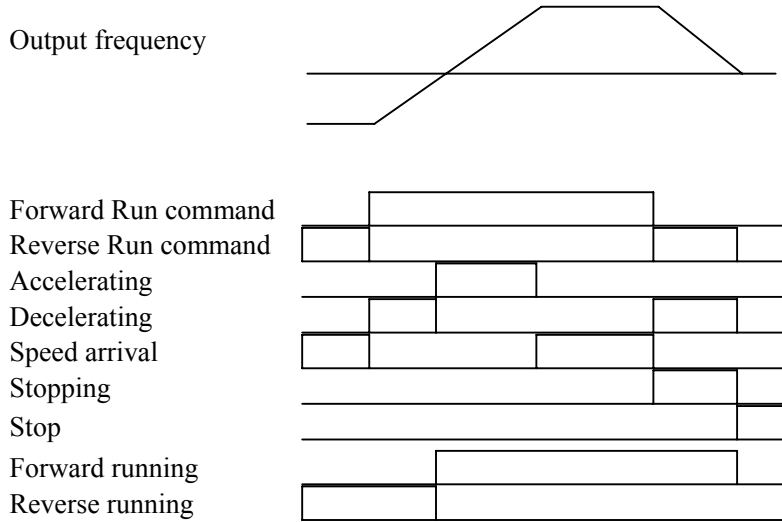 Output frequency
Forward Run command
Reverse Run command
Accelerating
Decelerating
Speed arrival
Stopping
Stop
Forward running
Reverse running